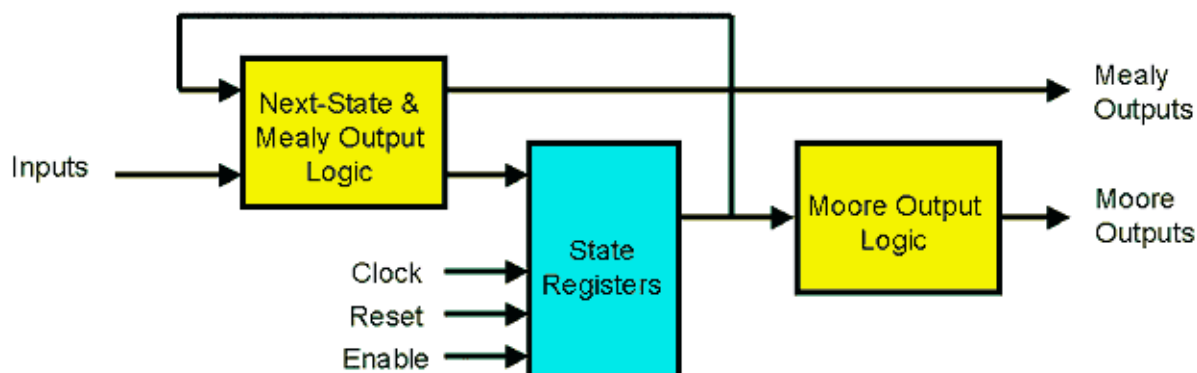 Next-State &
Mealy Output
Logic
Mealy
Outputs
Inputs
State
Registers
Moore Output
Logic
Moore
Outputs
Clock
Reset
Enable